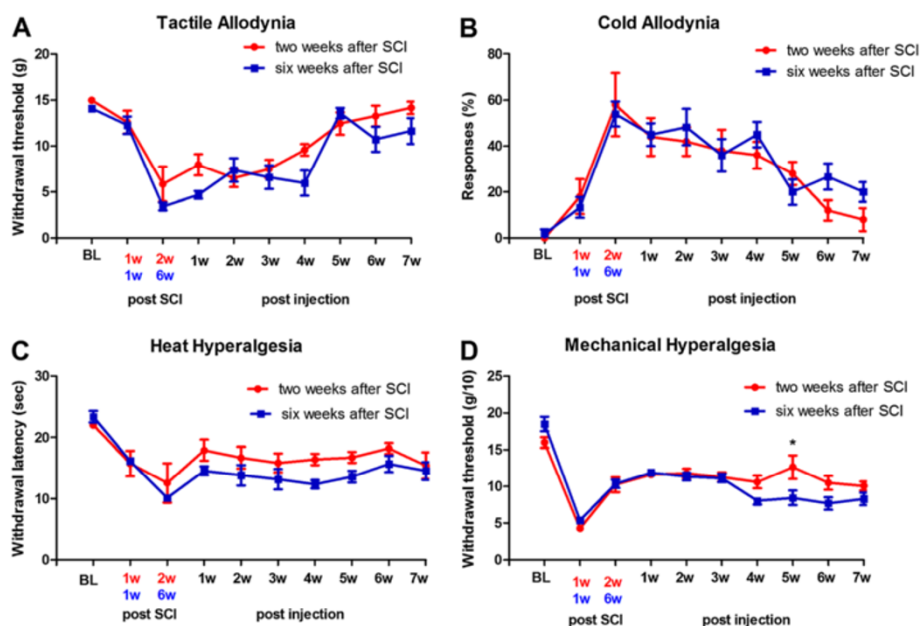 A
Tactile Allodynia
two weeks after SCI
six weeks after SCI
Withdrawal threshold (g)
20
15
10
5
0
BL
1w 2w 1w 2w 3w 4w 5w 6w 7w
1w 6w
post SCI post injection
B
Cold Allodynia
two weeks after SCI
six weeks after SCI
Responses (%)
80
60
40
20
0
BL
1w 2w 1w 2w 3w 4w 5w 6w 7w
1w 6w
post SCI post injection
C
Heat Hyperalgesia
two weeks after SCI
six weeks after SCI
Withdrawal latency (sec)
30
20
10
0
BL
1w 2w 1w 2w 3w 4w 5w 6w 7w
1w 6w
post SCI post injection
D
Mechanical Hyperalgesia
two weeks after SCI
six weeks after SCI
Withdrawal threshold (g/10)
25
20
15
10
5
0
*
BL
1w 2w 1w 2w 3w 4w 5w 6w 7w
1w 6w
post SCI post injection